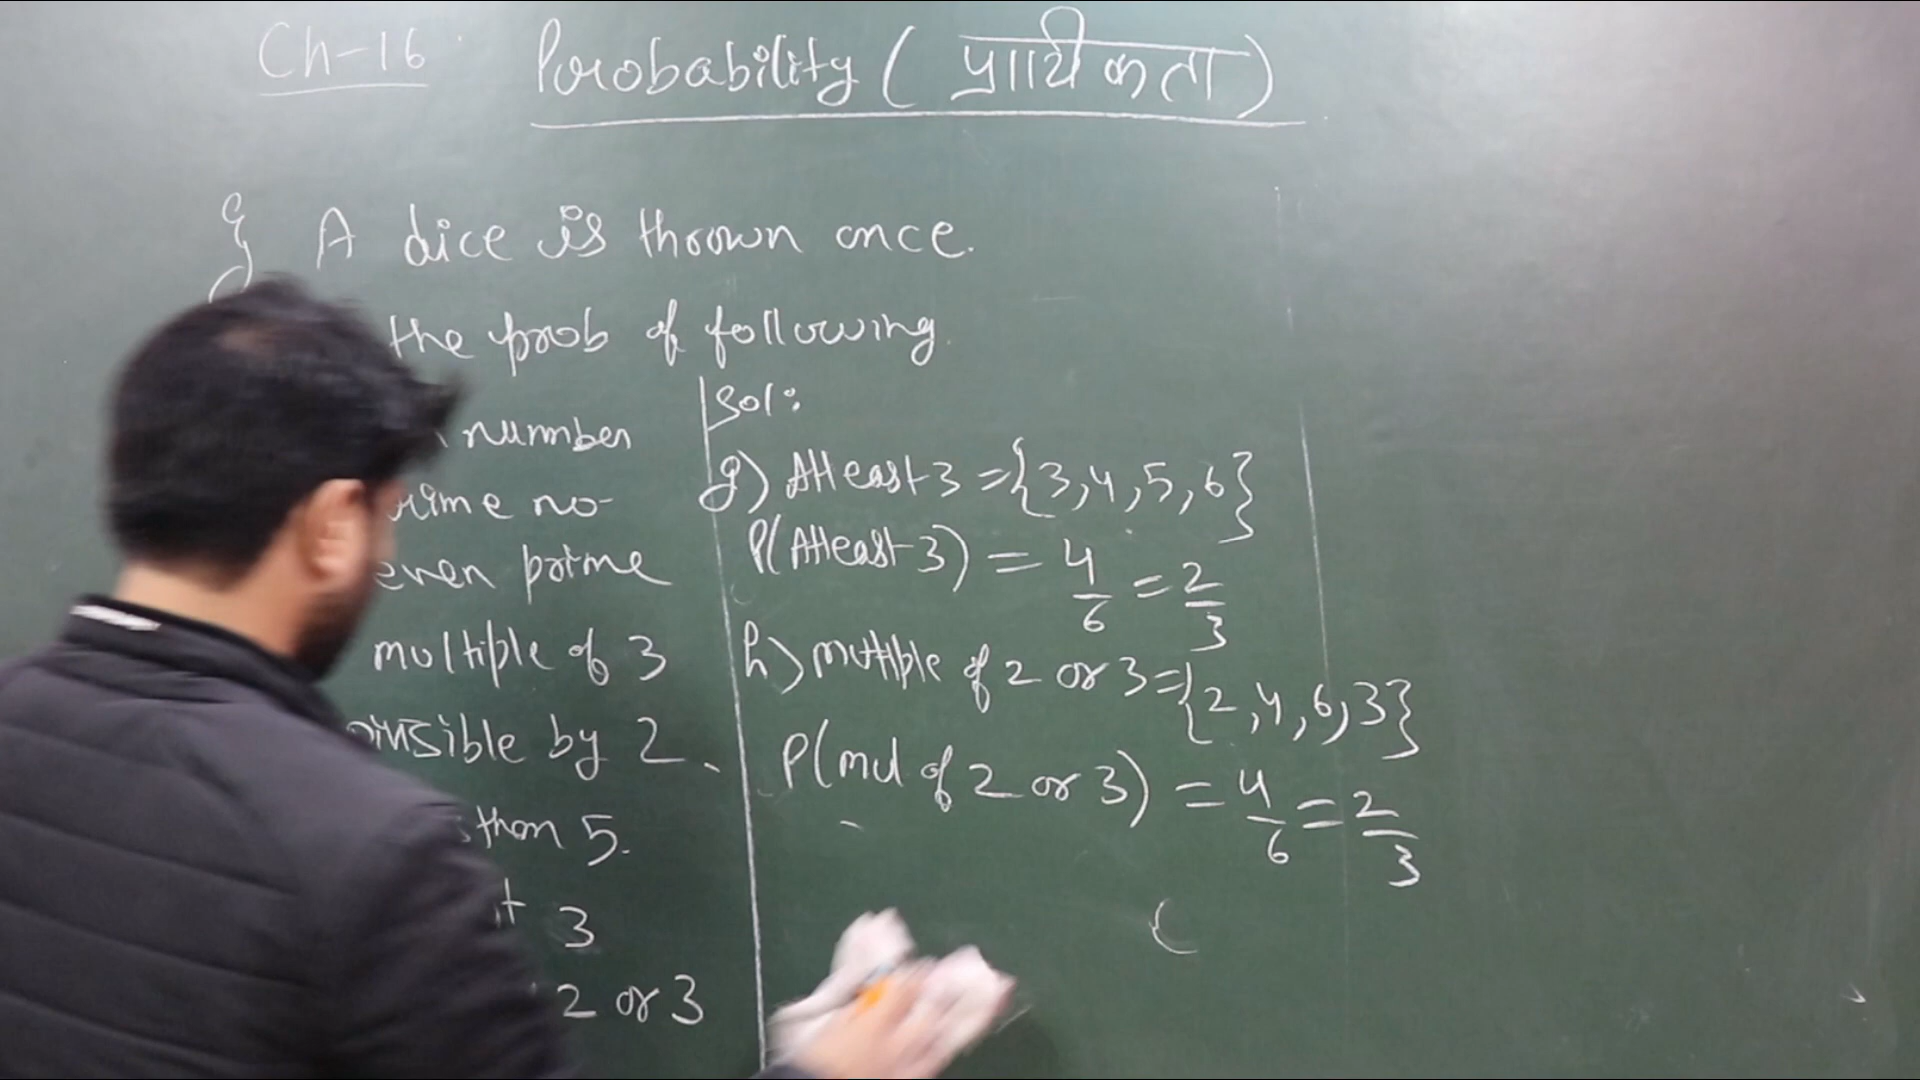 Ch-16 Probability (प्रायिकता)
A dice is thrown once.
the prob of following
number
no-
even prime
multiple of 3
by 2
than 5.
3
2 or 3
Sol:
g) Atleast 3 = {3,4,5,6}
P(Atleast 3) = 4/6 = 2/3
h) multiple of 2 or 3 = {2,4,6,3}
P(mul of 2 or 3) = 4/6 = 2/3